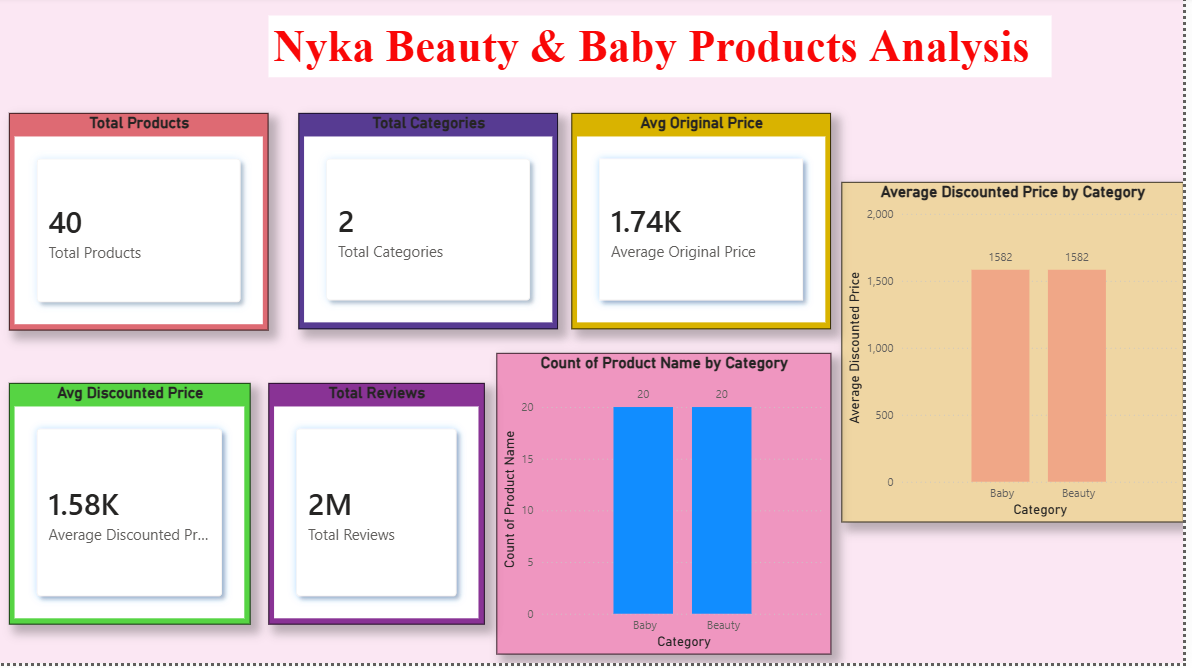 Nyka Beauty & Baby Products Analysis
Total Products
40
Total Products
Total Categories
2
Total Categories
Avg Original Price
1.74K
Average Original Price
Average Discounted Price by Category
Average Discounted Price
2,000
1,500
1,000
500
0
1582
1582
Baby
Beauty
Category
Avg Discounted Price
1.58K
Average Discounted Pr...
Total Reviews
2M
Total Reviews
Count of Product Name by Category
Count of Product Name
20
15
10
5
0
20
20
Baby
Beauty
Category